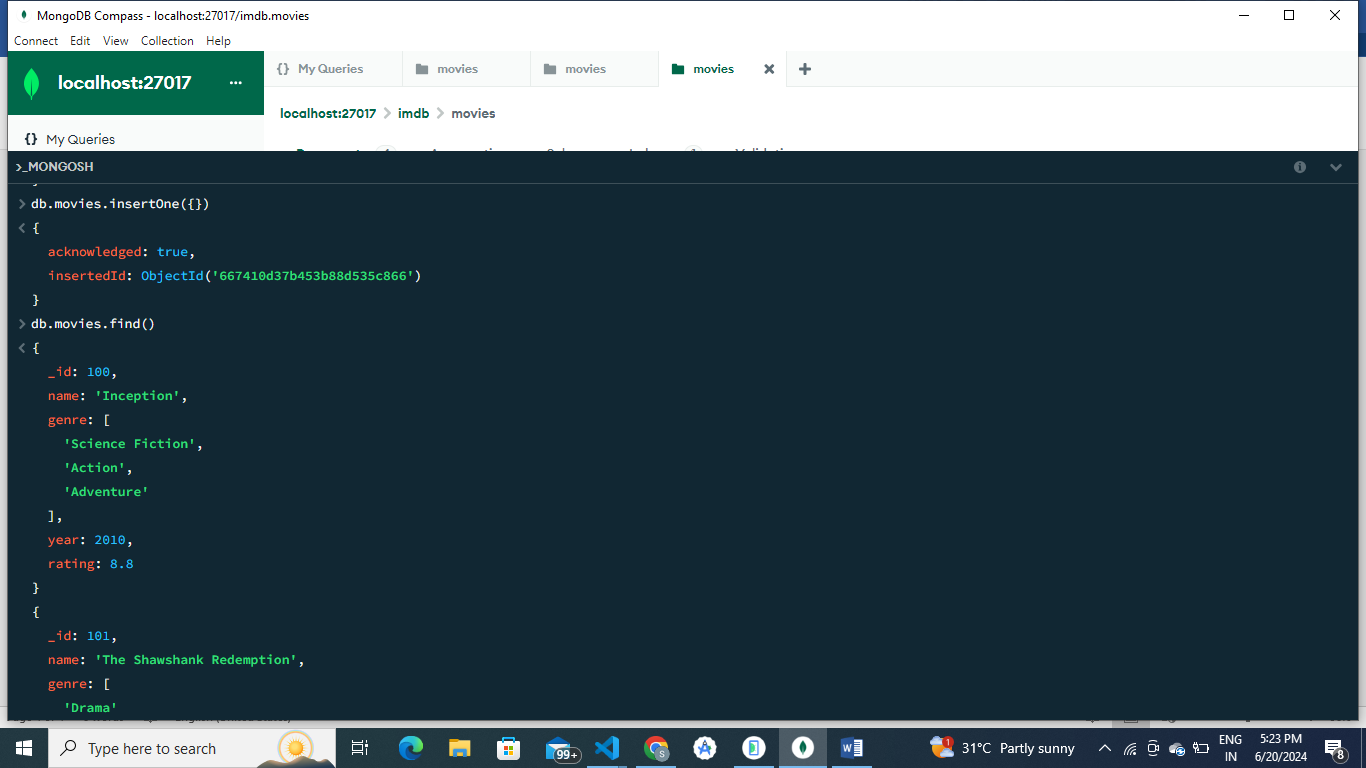 MongoDB Compass - localhost:27017/imdb.movies
Connect Edit View Collection Help
localhost:27017 ...
{} My Queries
movies
movies
movies
localhost:27017 > imdb > movies
{} My Queries
>_MONGOSH
> db.movies.insertOne({})
< {
acknowledged: true,
insertedId: ObjectId('667410d37b453b88d535c866')
}
> db.movies.find()
< {
_id: 100,
name: 'Inception',
genre: [
'Science Fiction',
'Action',
'Adventure'
],
year: 2010,
rating: 8.8
}
{
_id: 101,
name: 'The Shawshank Redemption',
genre: [
'Drama'
Type here to search
99+
S
W
1
31°C Partly sunny
ENG
IN
5:23 PM
6/20/2024
8